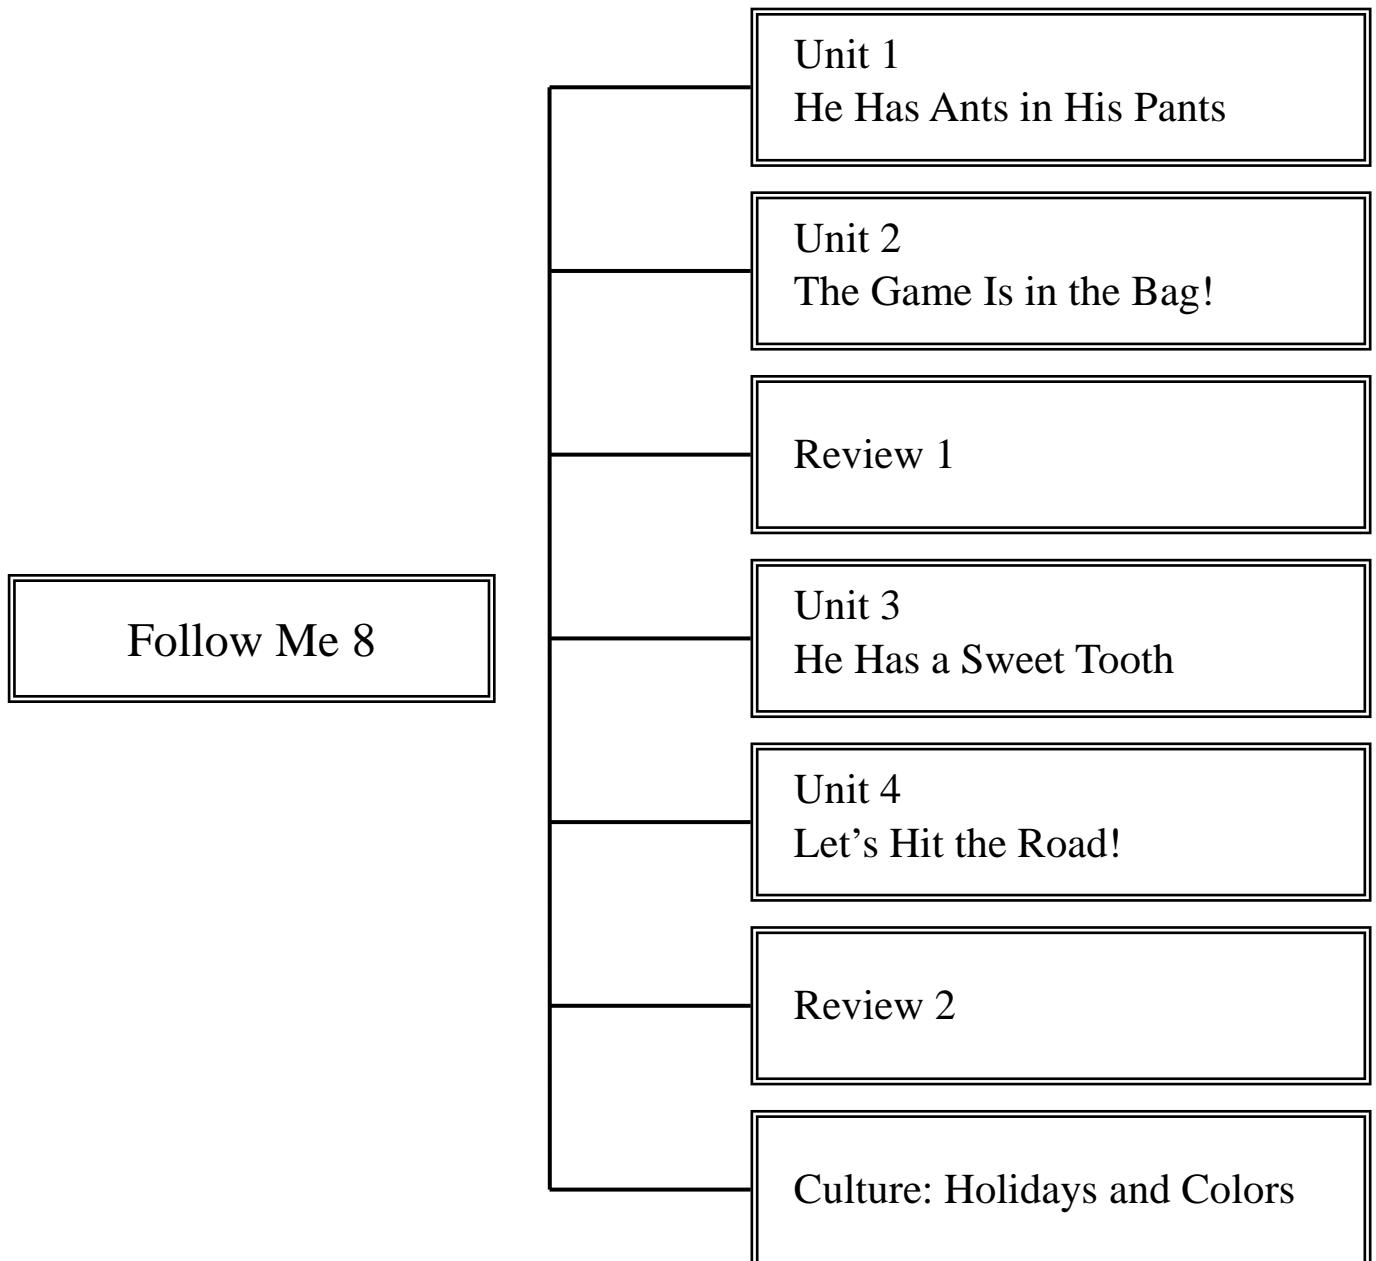 Unit 1
He Has Ants in His Pants
Unit 2
The Game Is in the Bag!
Review 1
Follow Me 8
Unit 3
He Has a Sweet Tooth
Unit 4
Let’s Hit the Road!
Review 2
Culture: Holidays and Colors